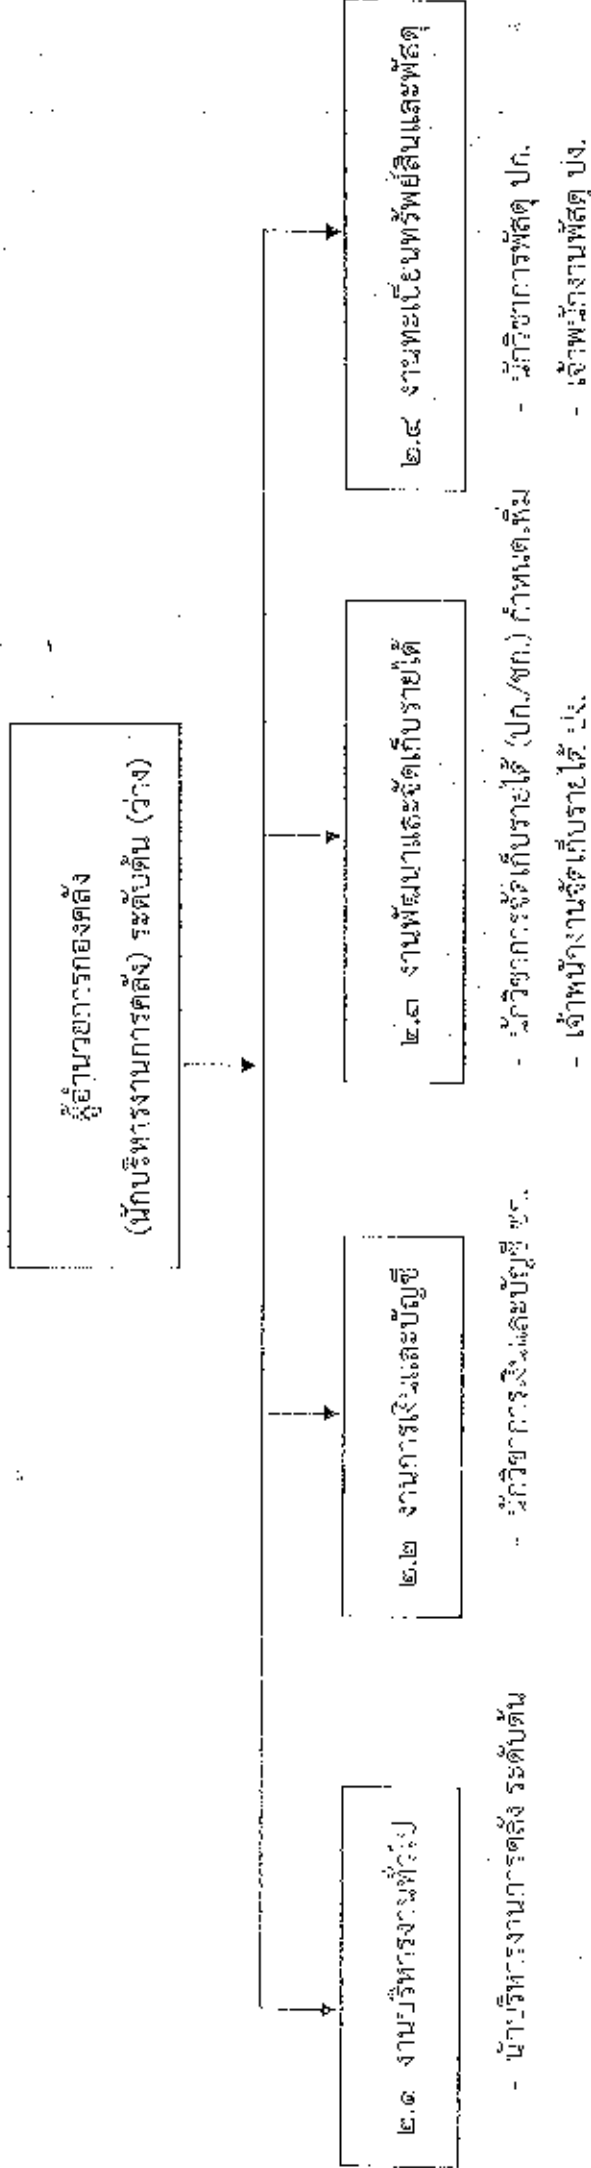 ผู้อำนวยการกองคลัง
(นักบริหารงานการคลัง) ระดับต้น (ว่าง)
๒.๑ งานบริหารงานทั่วไป
๒.๒ งานการเงินและบัญชี
๒.๓ งานพัฒนาและจัดเก็บรายได้
๒.๔ งานทะเบียนทรัพย์สินและพัสดุ
- นักบริหารงานการคลัง ระดับต้น
- นักวิชาการเงินและบัญชี ชก.
- นักวิชาการจัดเก็บรายได้ (ปก./ชก.) กำหนดเพิ่ม
- เจ้าพนักงานจัดเก็บรายได้ ปง.
- นักวิชาการพัสดุ ปก.
- เจ้าพนักงานพัสดุ ปง.